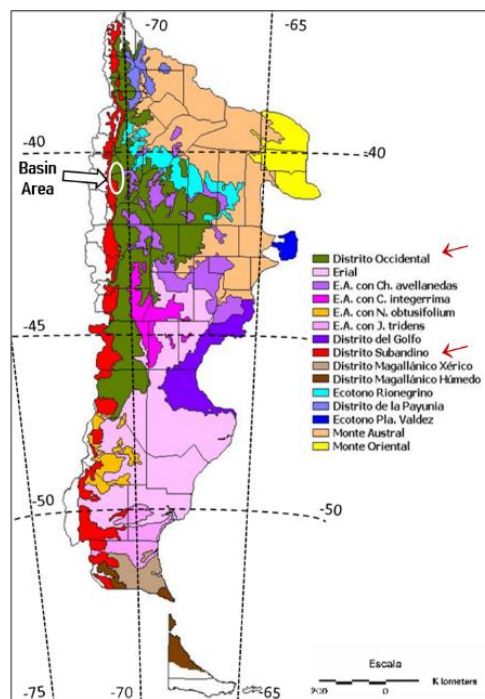 -70
-65
-40
-40
Basin
Area
Distrito Occidental
Erial
E.A. con Ch. avellanedas
E.A. con C. integerrima
E.A. con N. obtusifolium
E.A. con J. tridens
Distrito del Golfo
Distrito Subandino
Distrito Magallánico Xérico
Distrito Magallánico Húmedo
Ecotono Rionegrino
Distrito de la Payunia
Ecotono Pla. Valdez
Monte Austral
Monte Oriental
-45
-50
-50
Escala
200 0 Kilometers
-75
-70
-65